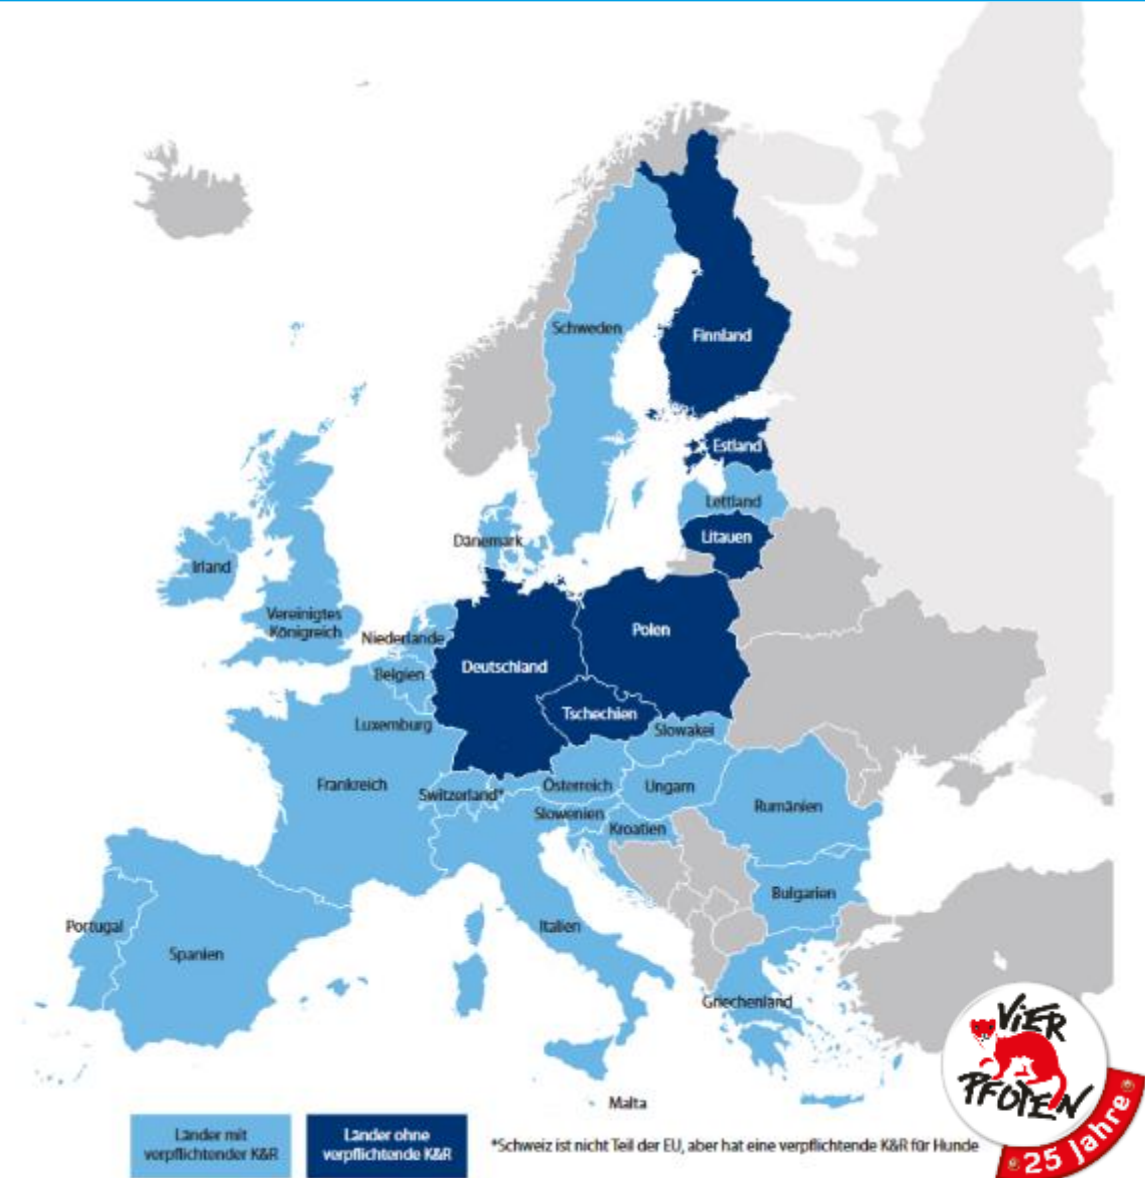 Schweden
Finnland
Estland
Lettland
Dänemark
Litauen
Irland
Vereinigtes
Königreich
Niederlande
Polen
Deutschland
Belgien
Tschechien
Luxemburg
Slowakei
Frankreich
Switzerland*
Österreich
Ungarn
Rumänien
Slowenien
Kroatien
Bulgarien
Portugal
Italien
Spanien
Griechenland
Malta
VIER
PFOTEN
25 Jahre
Länder mit
verpflichtender K&R
Länder ohne
verpflichtende K&R
*Schweiz ist nicht Teil der EU, aber hat eine verpflichtende K&R für Hunde